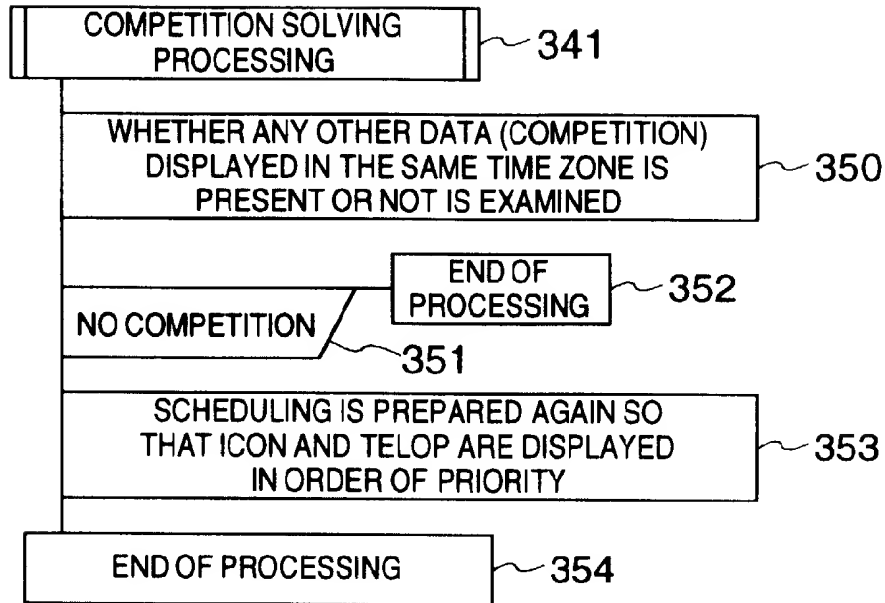 COMPETITION SOLVING
PROCESSING
341
WHETHER ANY OTHER DATA (COMPETITION)
DISPLAYED IN THE SAME TIME ZONE IS
PRESENT OR NOT IS EXAMINED
350
END OF
PROCESSING
352
NO COMPETITION
351
SCHEDULING IS PREPARED AGAIN SO
THAT ICON AND TELOP ARE DISPLAYED
IN ORDER OF PRIORITY
353
END OF PROCESSING
354